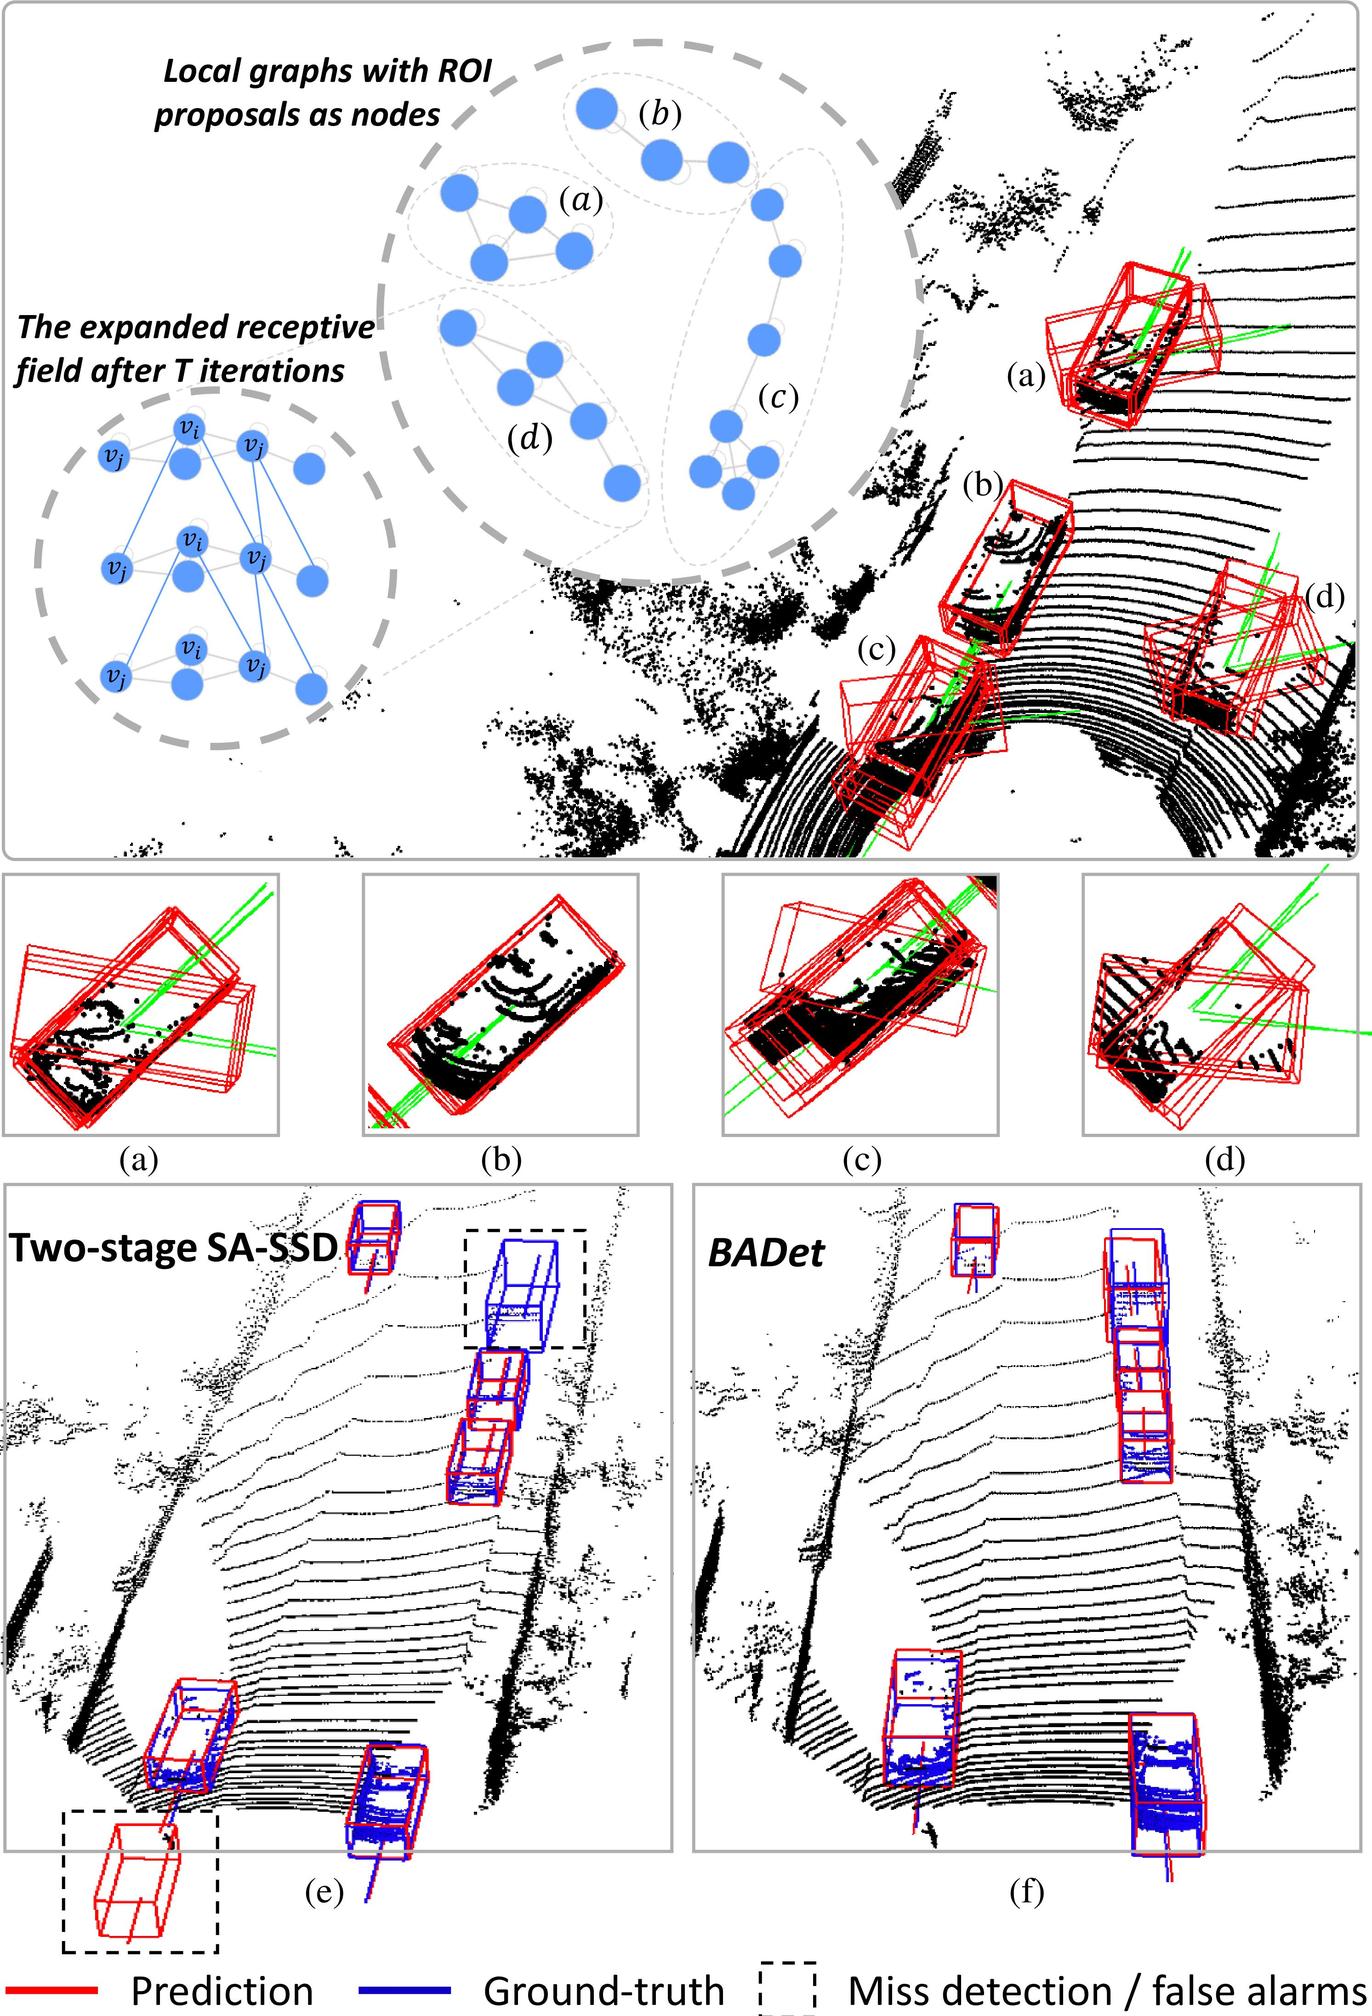 Local graphs with ROI
proposals as nodes
(b)
(a)
The expanded receptive
field after T iterations
(c)
(d)
v_i
v_j
v_j
v_i
v_j
v_j
v_i
v_j
v_j
(a)
(b)
(d)
(c)
(a)
(b)
(c)
(d)
Two-stage SA-SSD
BADet
(e)
(f)
Prediction
Ground-truth
Miss detection / false alarms